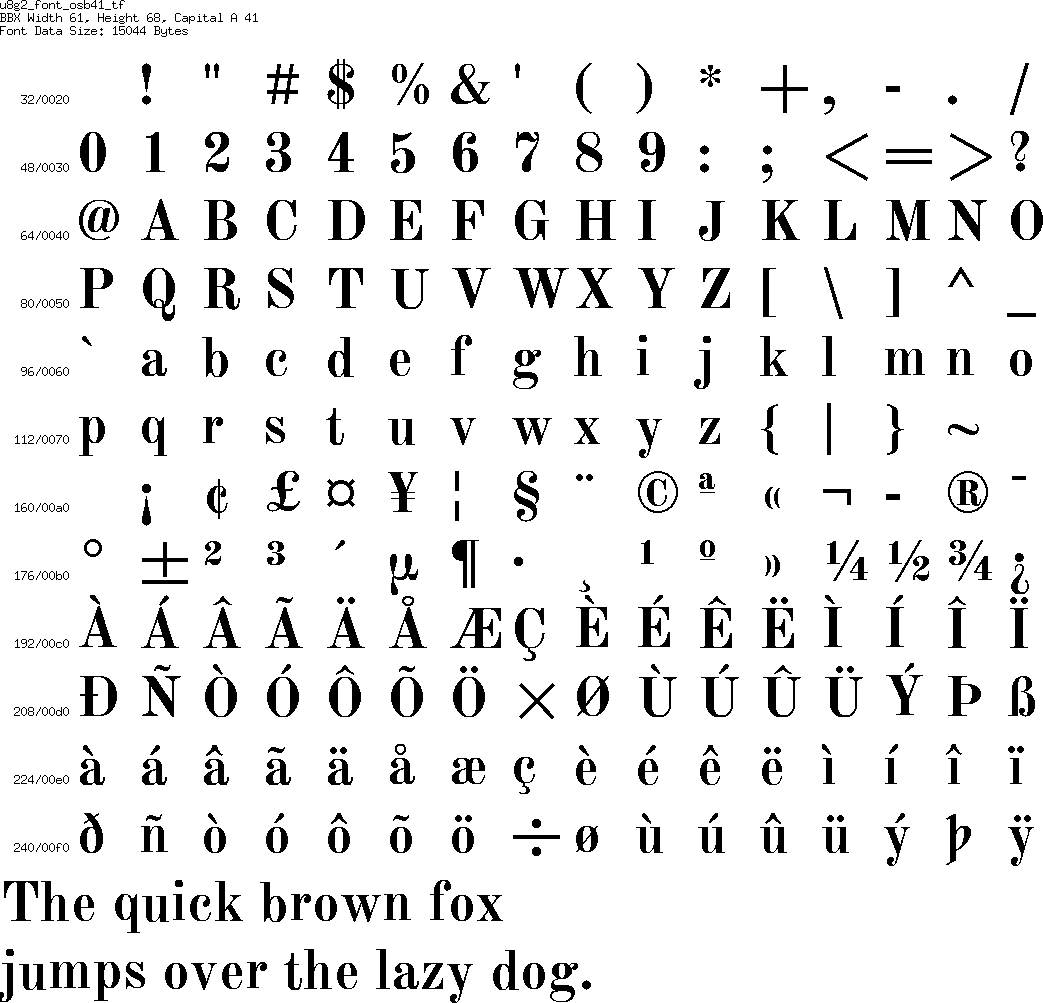 u8g2_font_osb41_tf
BBX Width 61, Height 68, Capital A 41
Font Data Size: 15044 Bytes
32/0020 ! " # $ % & ' ( ) * + , - . /
48/0030 0 1 2 3 4 5 6 7 8 9 : ; < = > ?
64/0040 @ A B C D E F G H I J K L M N O
80/0050 P Q R S T U V W X Y Z [ \ ] ^ _
96/0060 ` a b c d e f g h i j k l m n o
112/0070 p q r s t u v w x y z { | } ~
160/00a0 ¡ ¢ £ ¤ ¥ ¦ § ¨ © ª « ¬ - ® ¯
176/00b0 ° ± ² ³ ´ µ ¶ · ¸ ¹ º » ¼ ½ ¾ ¿
192/00c0 À Á Â Ã Ä Å Æ Ç È É Ê Ë Ì Í Î Ï
208/00d0 Ð Ñ Ò Ó Ô Õ Ö × Ø Ù Ú Û Ü Ý Þ ß
224/00e0 à á â ã ä å æ ç è é ê ë ì í î ï
240/00f0 ð ñ ò ó ô õ ö ÷ ø ù ú û ü ý þ ÿ
The quick brown fox
jumps over the lazy dog.